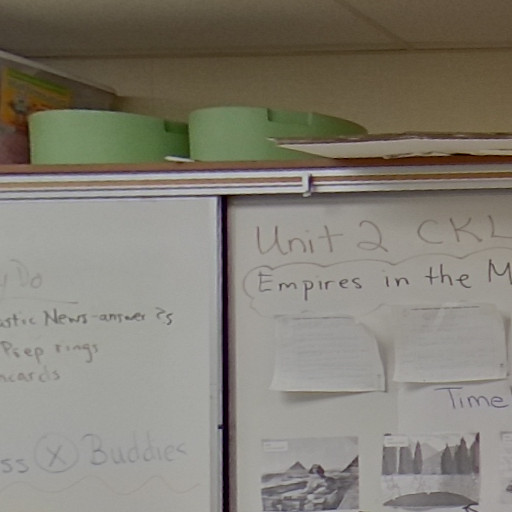 y Do
astic News-answer ?s
Prep rings
ncards
ss X Buddies
Unit 2 CKL
Empires in the M
Time